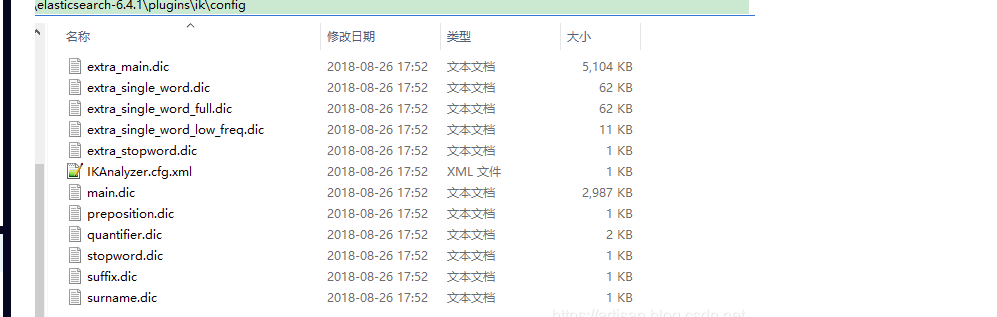 \elasticsearch-6.4.1\plugins\ik\config
名称 修改日期 类型 大小
extra_main.dic 2018-08-26 17:52 文本文档 5,104 KB
extra_single_word.dic 2018-08-26 17:52 文本文档 62 KB
extra_single_word_full.dic 2018-08-26 17:52 文本文档 62 KB
extra_single_word_low_freq.dic 2018-08-26 17:52 文本文档 11 KB
extra_stopword.dic 2018-08-26 17:52 文本文档 1 KB
IKAnalyzer.cfg.xml 2018-08-26 17:52 XML 文件 1 KB
main.dic 2018-08-26 17:52 文本文档 2,987 KB
preposition.dic 2018-08-26 17:52 文本文档 1 KB
quantifier.dic 2018-08-26 17:52 文本文档 2 KB
stopword.dic 2018-08-26 17:52 文本文档 1 KB
suffix.dic 2018-08-26 17:52 文本文档 1 KB
surname.dic 2018-08-26 17:52 文本文档 1 KB
https://artisan.blog.csdn.net